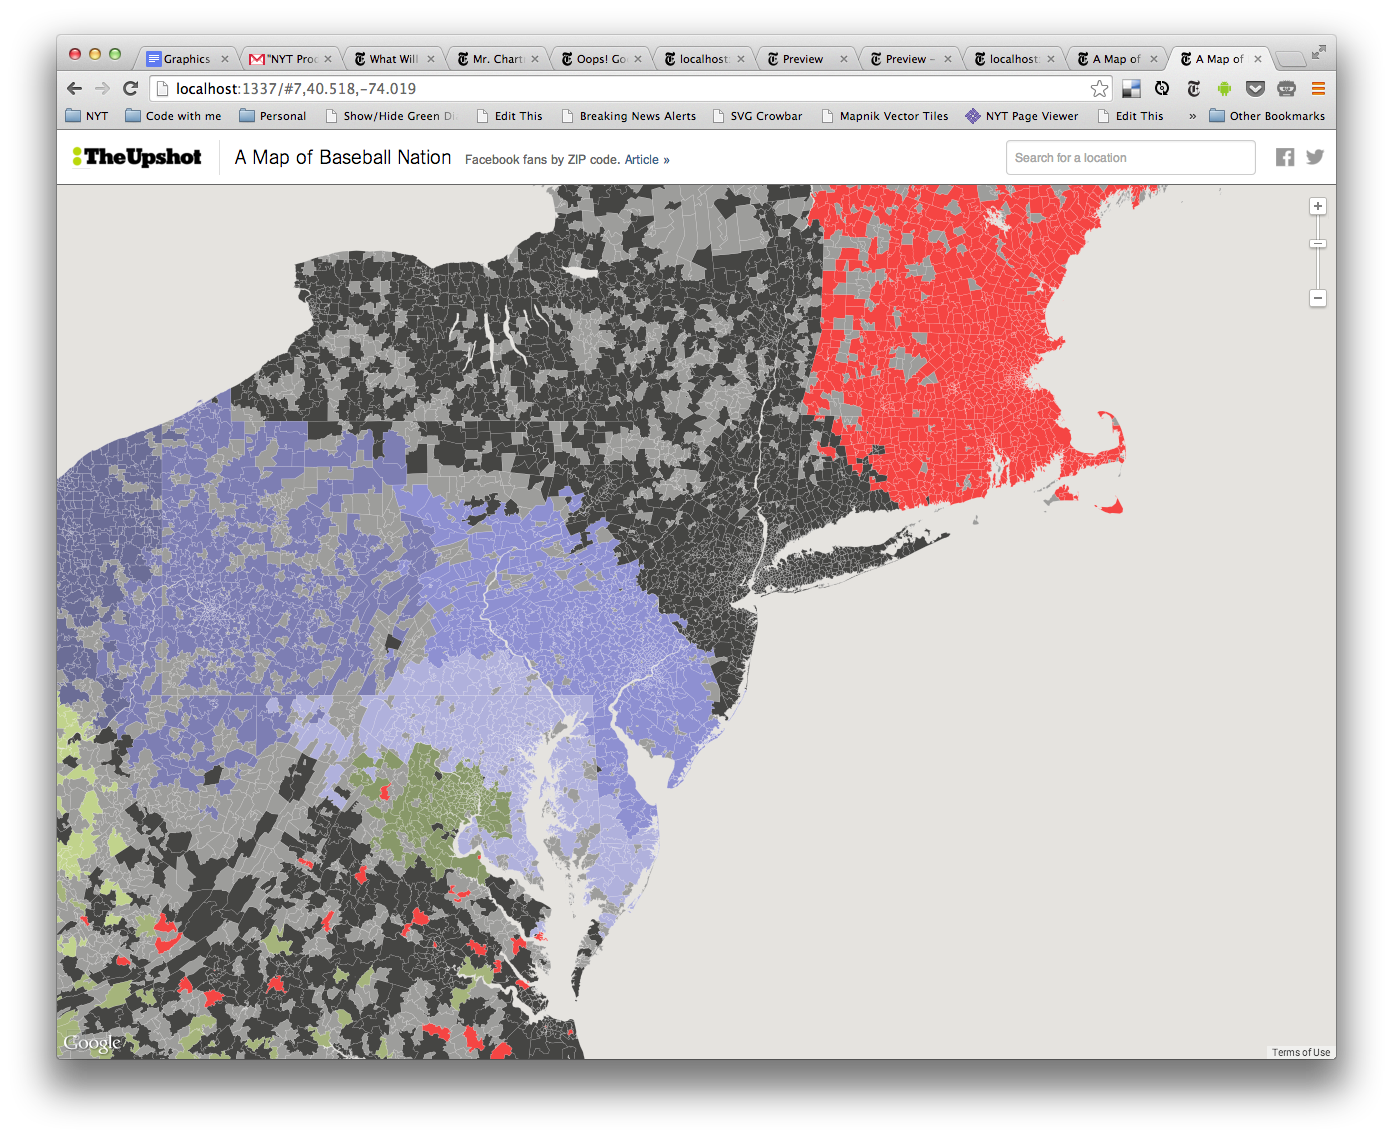 Graphics
"NYT Proc
What Will
Mr. Chart
Oops! Go
localhost:
Preview
Preview –
localhost:
A Map of
A Map of
localhost:1337/#7,40.518,-74.019
NYT
Code with me
Personal
Show/Hide Green Di
Edit This
Breaking News Alerts
SVG Crowbar
Mapnik Vector Tiles
NYT Page Viewer
Edit This
»
Other Bookmarks
TheUpshot
A Map of Baseball Nation
Facebook fans by ZIP code. Article »
Search for a location
+
−
Google
Terms of Use